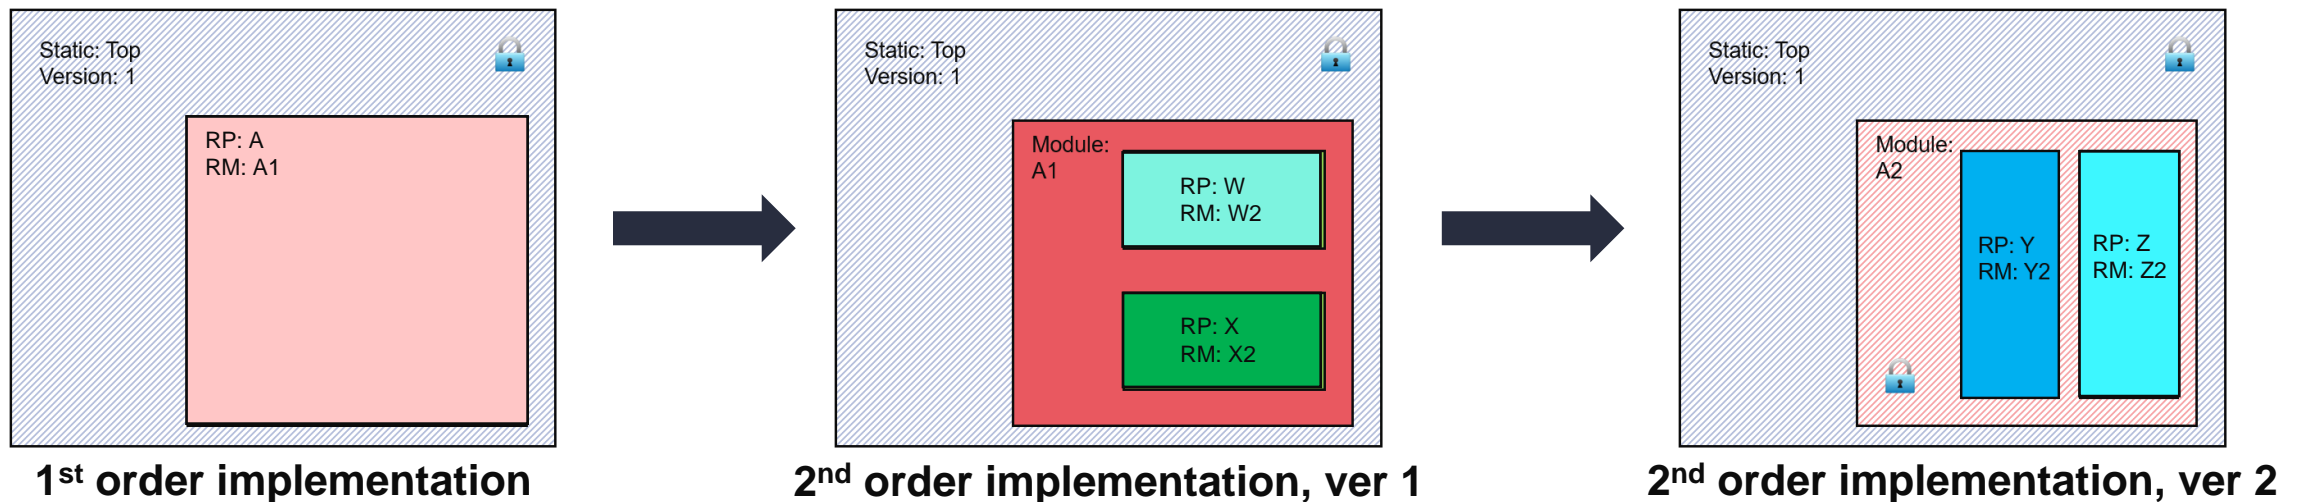 Static: Top
Version: 1
RP: A
RM: A1
1st order implementation
Static: Top
Version: 1
Module:
A1
RP: W
RM: W2
RP: X
RM: X2
2nd order implementation, ver 1
Static: Top
Version: 1
Module:
A2
RP: Y
RM: Y2
RP: Z
RM: Z2
2nd order implementation, ver 2